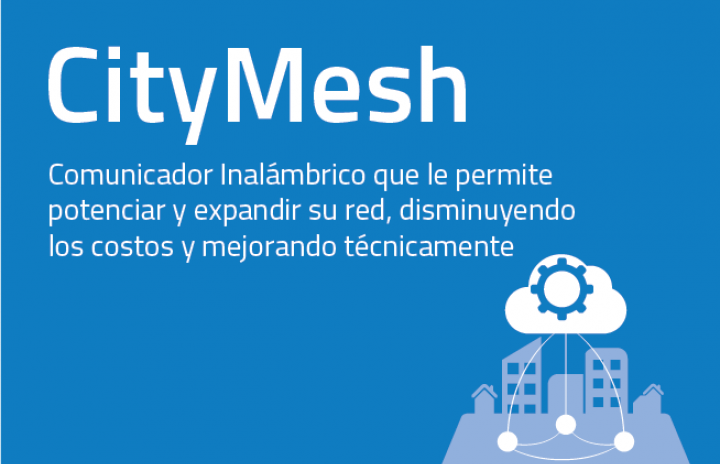 CityMesh
Comunicador Inalámbrico que le permite
potenciar y expandir su red, disminuyendo
los costos y mejorando técnicamente